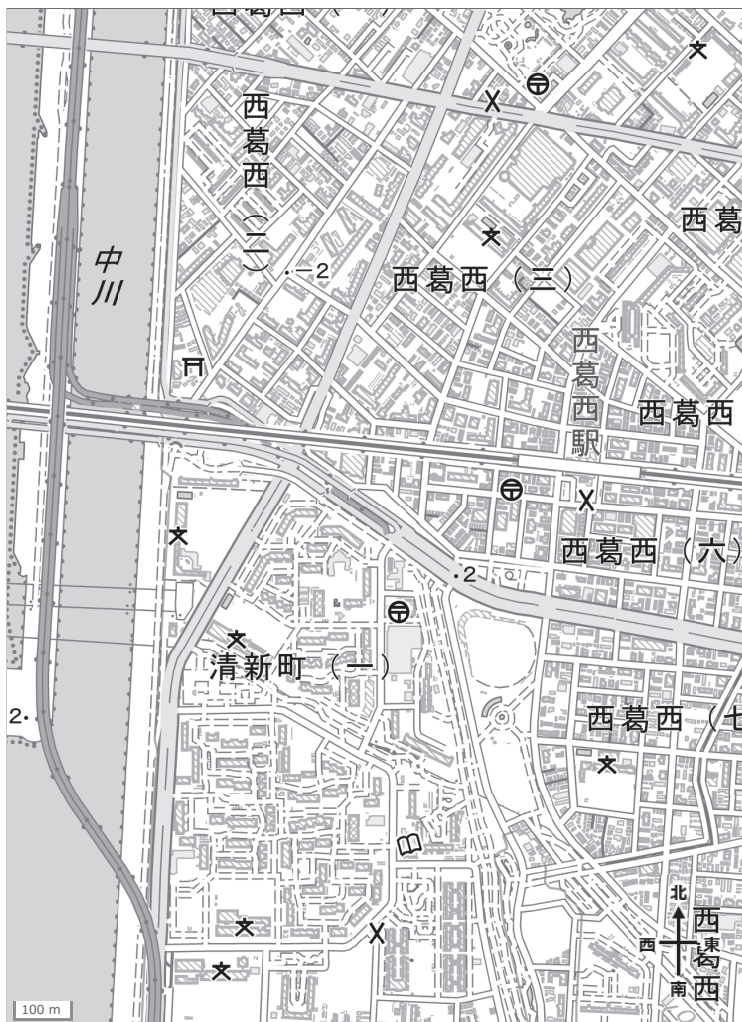 西葛西（二）
－2
中川
西葛西（三）
西葛
西葛西駅
西葛西
西葛西（六）
2
清新町（一）
2
西葛西（七
北
西
東
南
西葛西
100 m